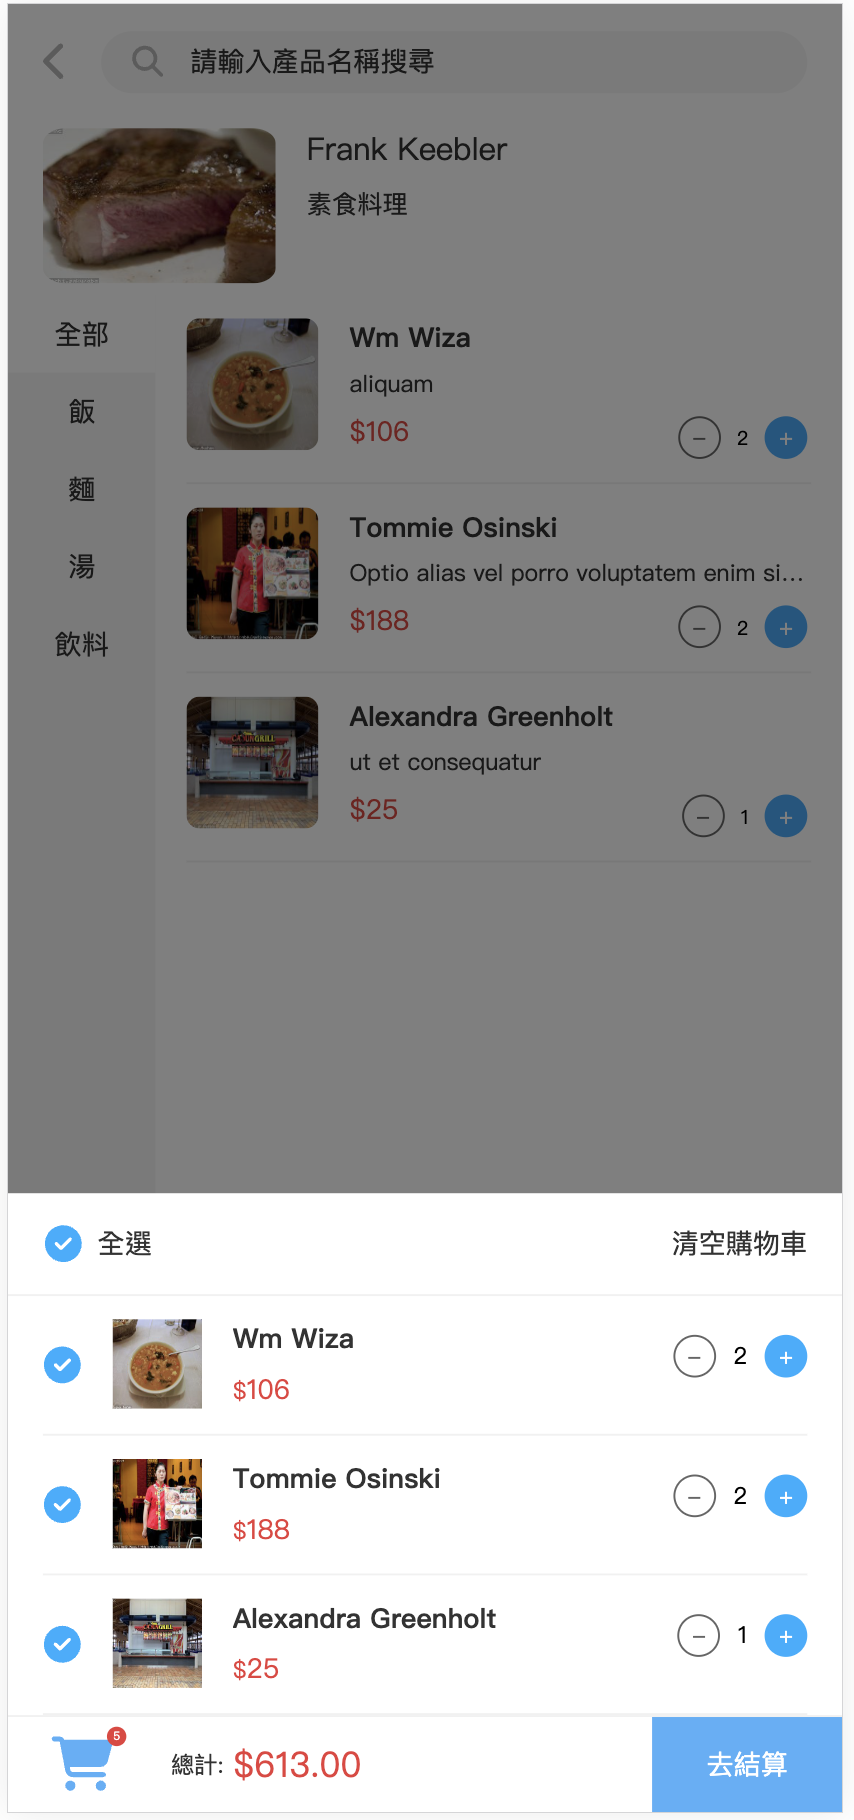 請輸入產品名稱搜尋
Frank Keebler
素食料理
全部
飯
麵
湯
飲料
Wm Wiza
aliquam
$106
− 2 +
Tommie Osinski
Optio alias vel porro voluptatem enim si...
$188
− 2 +
Alexandra Greenholt
ut et consequatur
$25
− 1 +
全選
清空購物車
Wm Wiza
$106
− 2 +
Tommie Osinski
$188
− 2 +
Alexandra Greenholt
$25
− 1 +
5
總計: $613.00
去結算